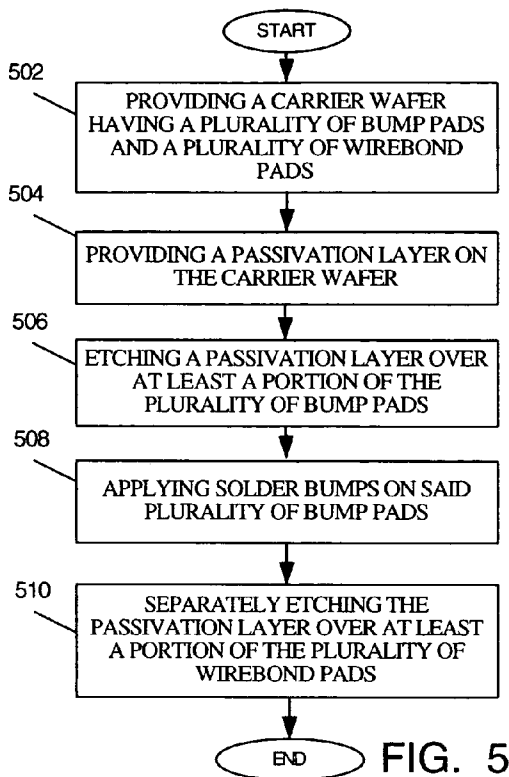 START
502
PROVIDING A CARRIER WAFER
HAVING A PLURALITY OF BUMP PADS
AND A PLURALITY OF WIREBOND
PADS
504
PROVIDING A PASSIVATION LAYER ON
THE CARRIER WAFER
506
ETCHING A PASSIVATION LAYER OVER
AT LEAST A PORTION OF THE
PLURALITY OF BUMP PADS
508
APPLYING SOLDER BUMPS ON SAID
PLURALITY OF BUMP PADS
510
SEPARATELY ETCHING THE
PASSIVATION LAYER OVER AT LEAST
A PORTION OF THE PLURALITY OF
WIREBOND PADS
END
FIG. 5